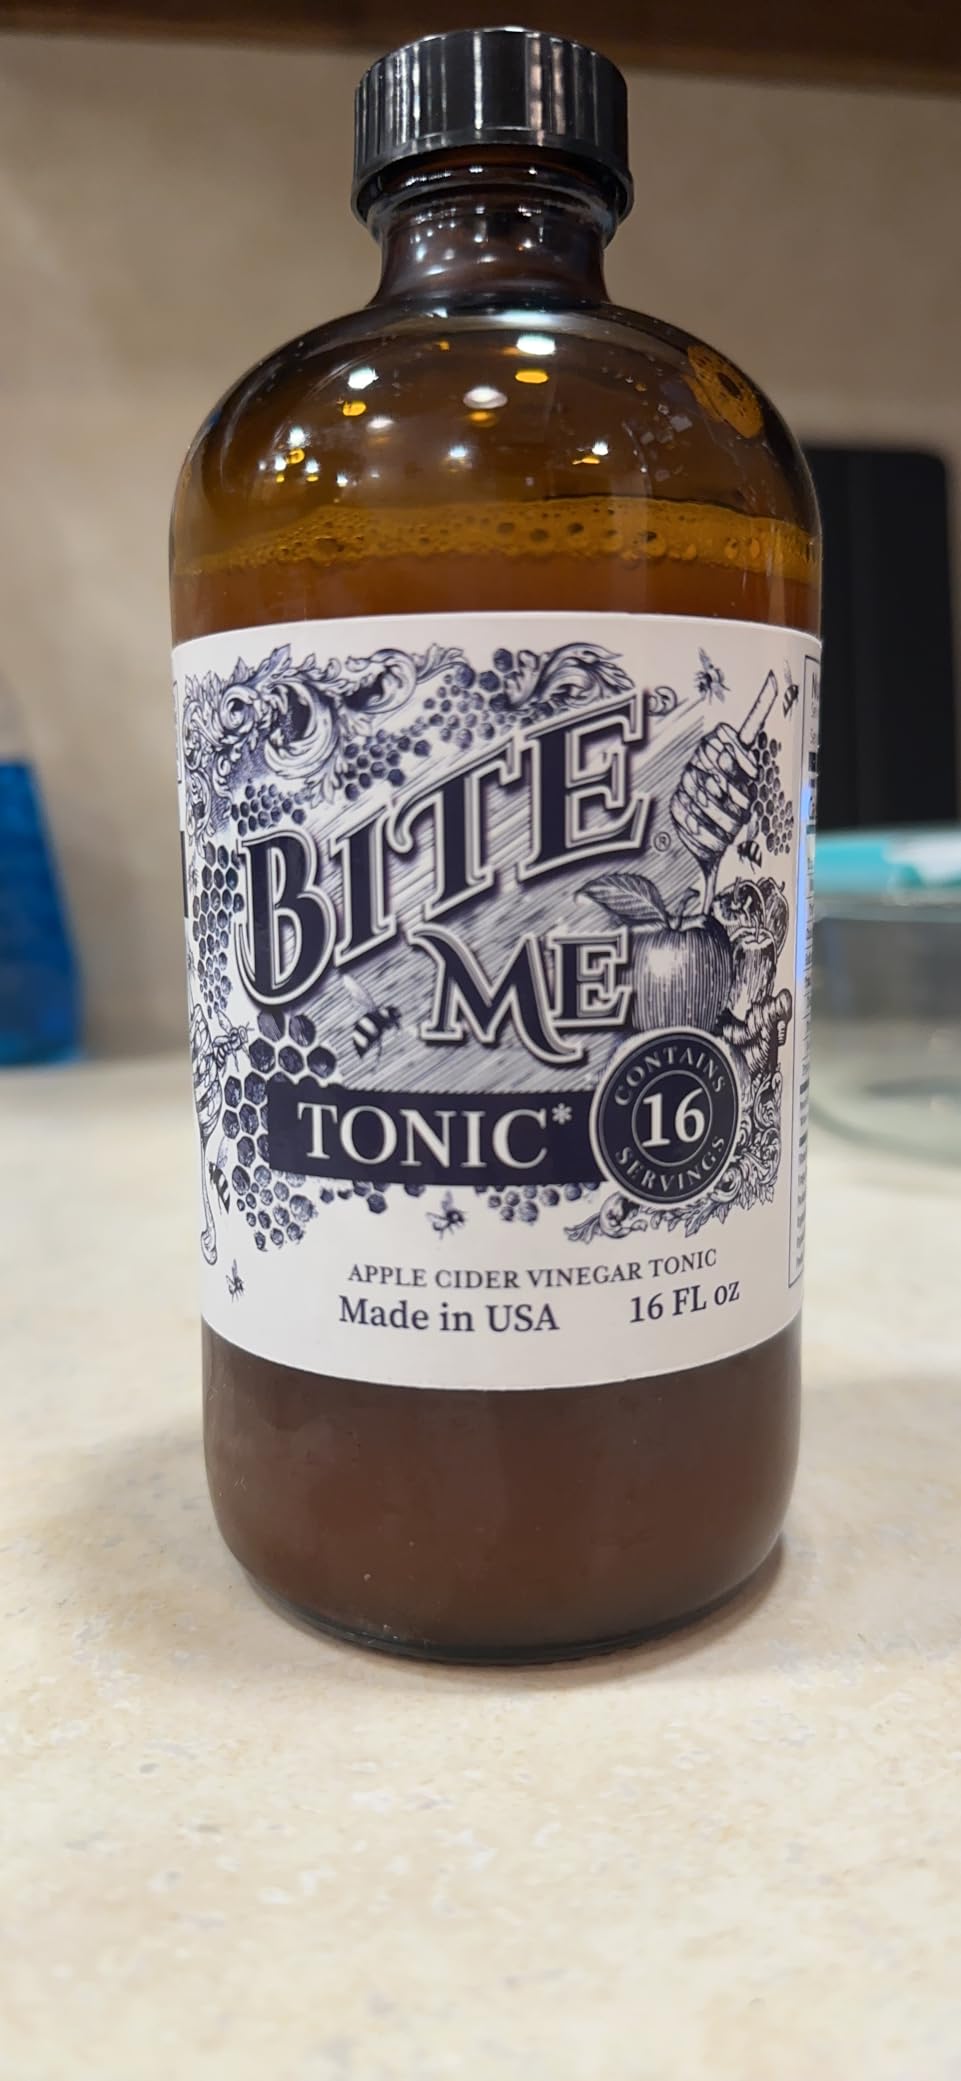 BITE
ME®
TONIC*
CONTAINS
16
SERVINGS
APPLE CIDER VINEGAR TONIC
Made in USA 16 FL oz